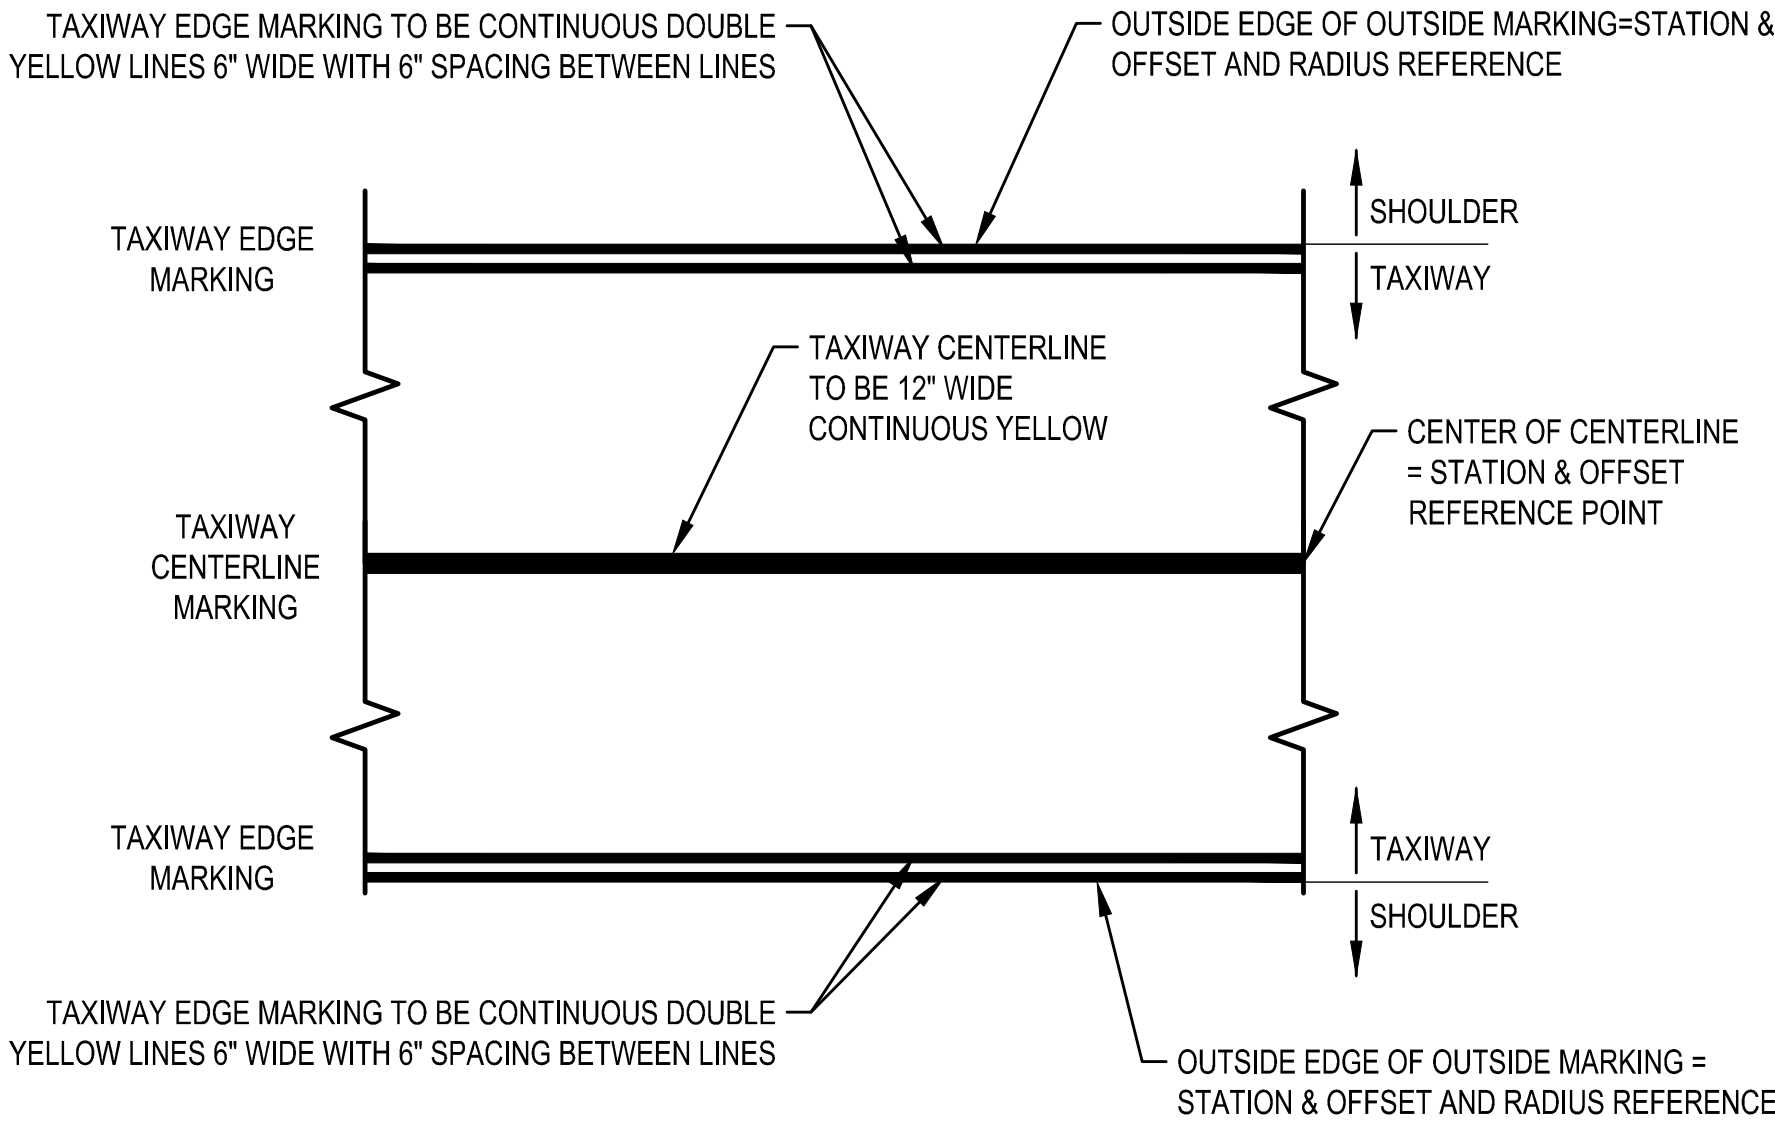 TAXIWAY EDGE MARKING TO BE CONTINUOUS DOUBLE
YELLOW LINES 6" WIDE WITH 6" SPACING BETWEEN LINES
OUTSIDE EDGE OF OUTSIDE MARKING=STATION &
OFFSET AND RADIUS REFERENCE
SHOULDER
TAXIWAY EDGE
MARKING
TAXIWAY
TAXIWAY CENTERLINE
TO BE 12" WIDE
CONTINUOUS YELLOW
CENTER OF CENTERLINE
= STATION & OFFSET
REFERENCE POINT
TAXIWAY
CENTERLINE
MARKING
TAXIWAY EDGE
MARKING
TAXIWAY
SHOULDER
TAXIWAY EDGE MARKING TO BE CONTINUOUS DOUBLE
YELLOW LINES 6" WIDE WITH 6" SPACING BETWEEN LINES
OUTSIDE EDGE OF OUTSIDE MARKING =
STATION & OFFSET AND RADIUS REFERENCE